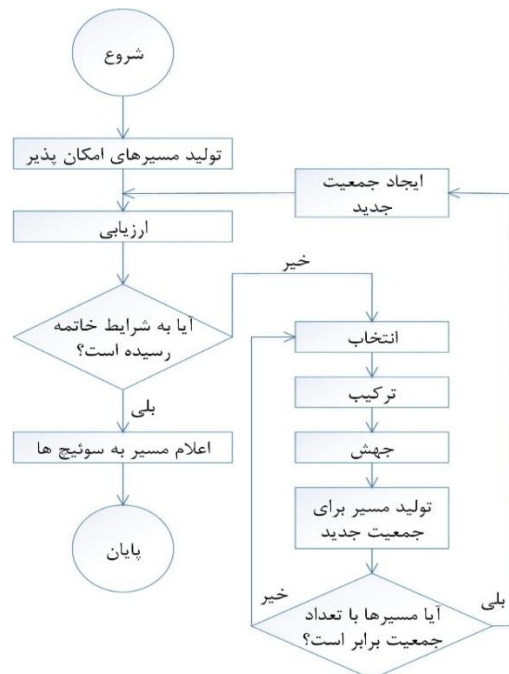 شروع
تولید مسیرهای امکان پذیر
ایجاد جمعیت
جدید
ارزیابی
خیر
آیا به شرایط خاتمه
رسیده است؟
انتخاب
ترکیب
بلی
اعلام مسیر به سوئیچ ها
جهش
تولید مسیر برای
جمعیت جدید
پایان
خیر
آیا مسیرها با تعداد
جمعیت برابر است؟
بلی